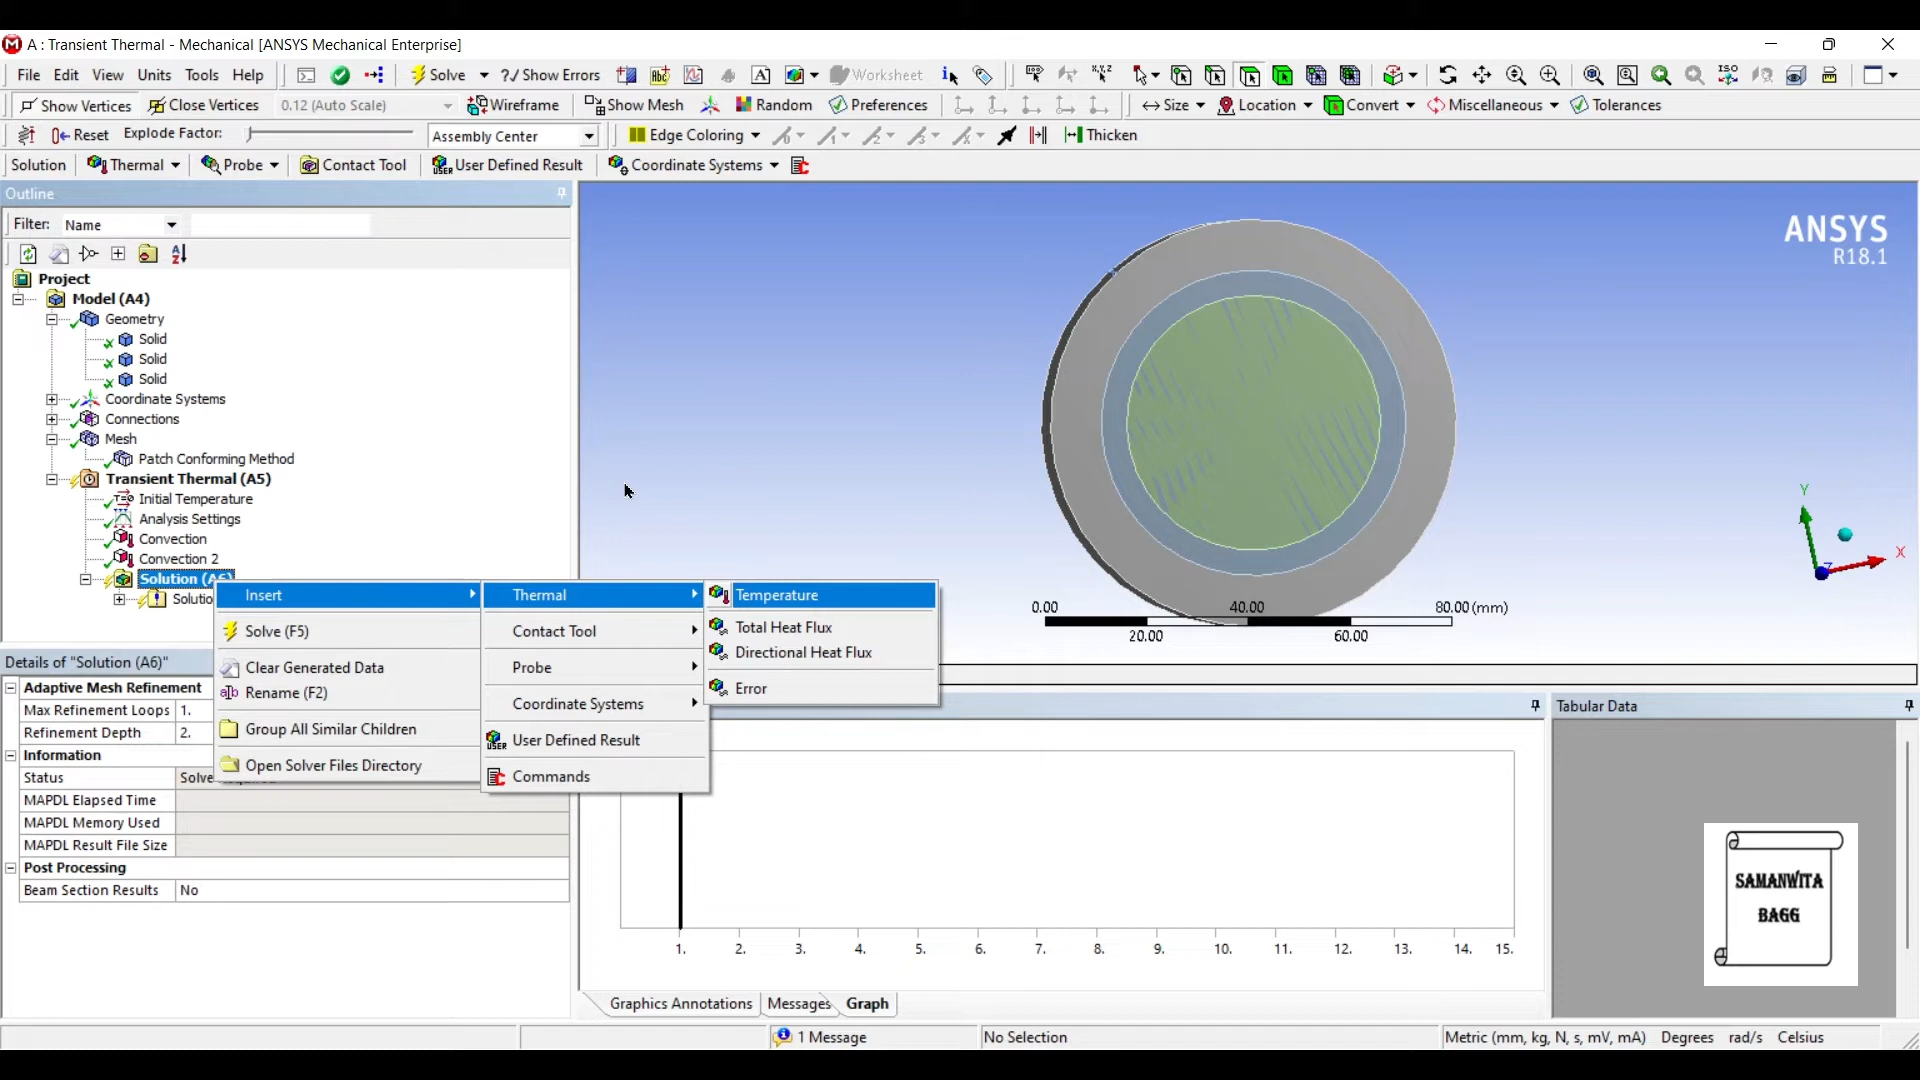 A : Transient Thermal - Mechanical [ANSYS Mechanical Enterprise]
File Edit View Units Tools Help Solve ?✓ Show Errors Worksheet
Show Vertices Close Vertices 0.12 (Auto Scale) Wireframe Show Mesh Random Preferences Size Location Convert Miscellaneous Tolerances
Reset Explode Factor: Assembly Center Edge Coloring Thicken
Solution Thermal Probe Contact Tool User Defined Result Coordinate Systems
Outline
Filter: Name
Project
Model (A4)
Geometry
Solid
Solid
Solid
Coordinate Systems
Connections
Mesh
Patch Conforming Method
Transient Thermal (A5)
Initial Temperature
Analysis Settings
Convection
Convection 2
Solution (A6)
Solutio
Insert
Solve (F5)
Clear Generated Data
Rename (F2)
Group All Similar Children
Open Solver Files Directory
Thermal
Contact Tool
Probe
Coordinate Systems
User Defined Result
Commands
Temperature
Total Heat Flux
Directional Heat Flux
Error
Details of "Solution (A6)"
Adaptive Mesh Refinement
Max Refinement Loops 1.
Refinement Depth 2.
Information
Status Solve
MAPDL Elapsed Time
MAPDL Memory Used
MAPDL Result File Size
Post Processing
Beam Section Results No
ANSYS
R18.1
Y
X
Z
0.00 40.00 80.00 (mm)
20.00 60.00
Tabular Data
SAMANWITA
BAGG
1. 2. 3. 4. 5. 6. 7. 8. 9. 10. 11. 12. 13. 14. 15.
Graphics Annotations Messages Graph
1 Message No Selection Metric (mm, kg, N, s, mV, mA) Degrees rad/s Celsius